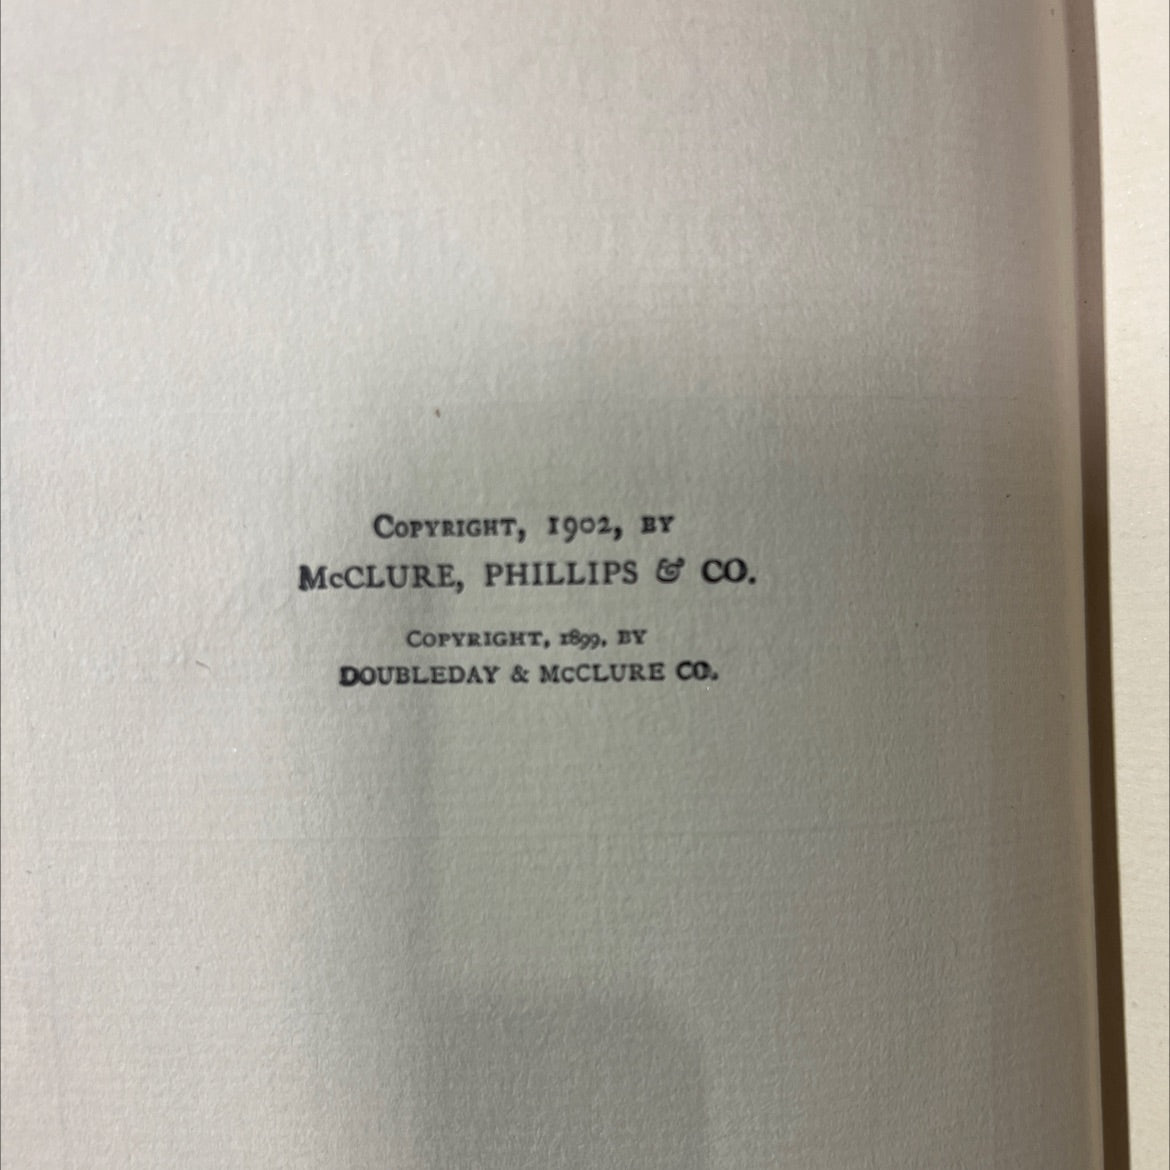 Copyright, 1902, by
McCLURE, PHILLIPS & CO.
Copyright, 1899, by
DOUBLEDAY & McCLURE CO.